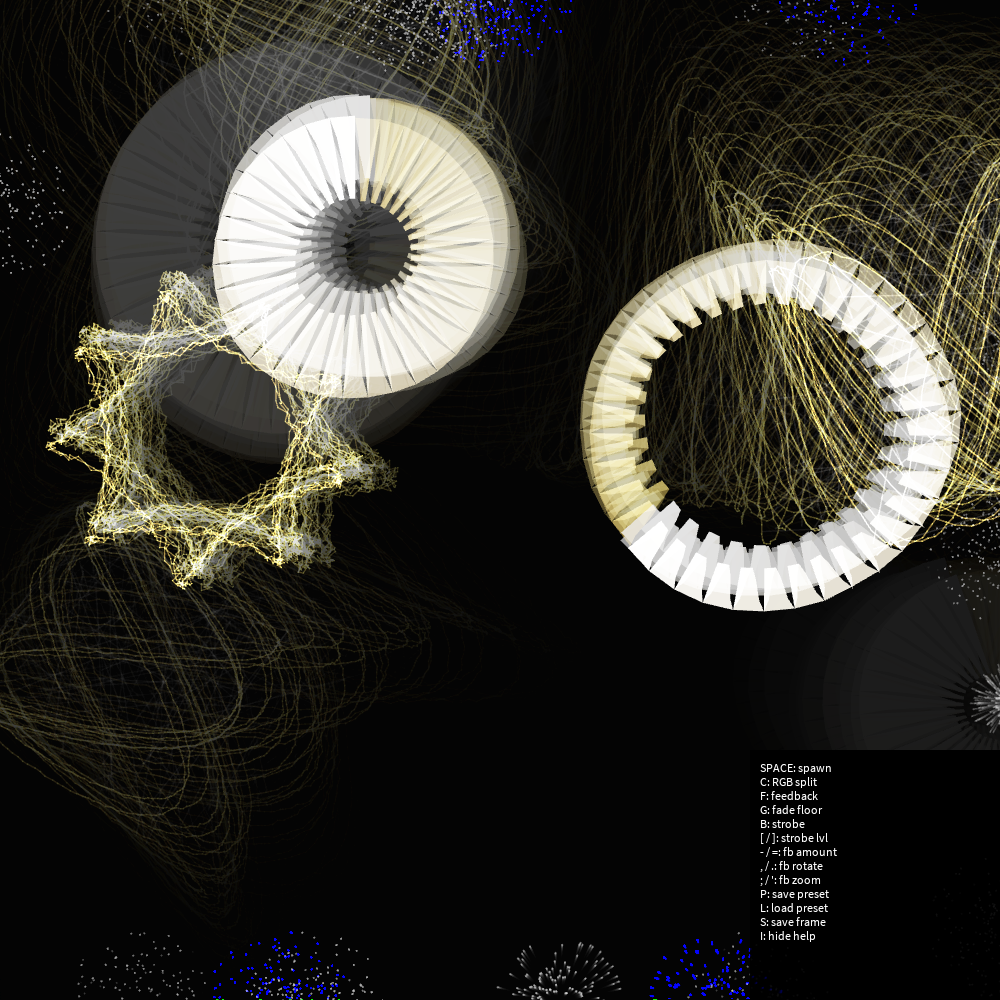 SPACE: spawn
C: RGB split
F: feedback
G: fade floor
B: strobe
[ / ]: strobe lvl
- / =: fb amount
, / .: fb rotate
; / ': fb zoom
P: save preset
L: load preset
S: save frame
I: hide help